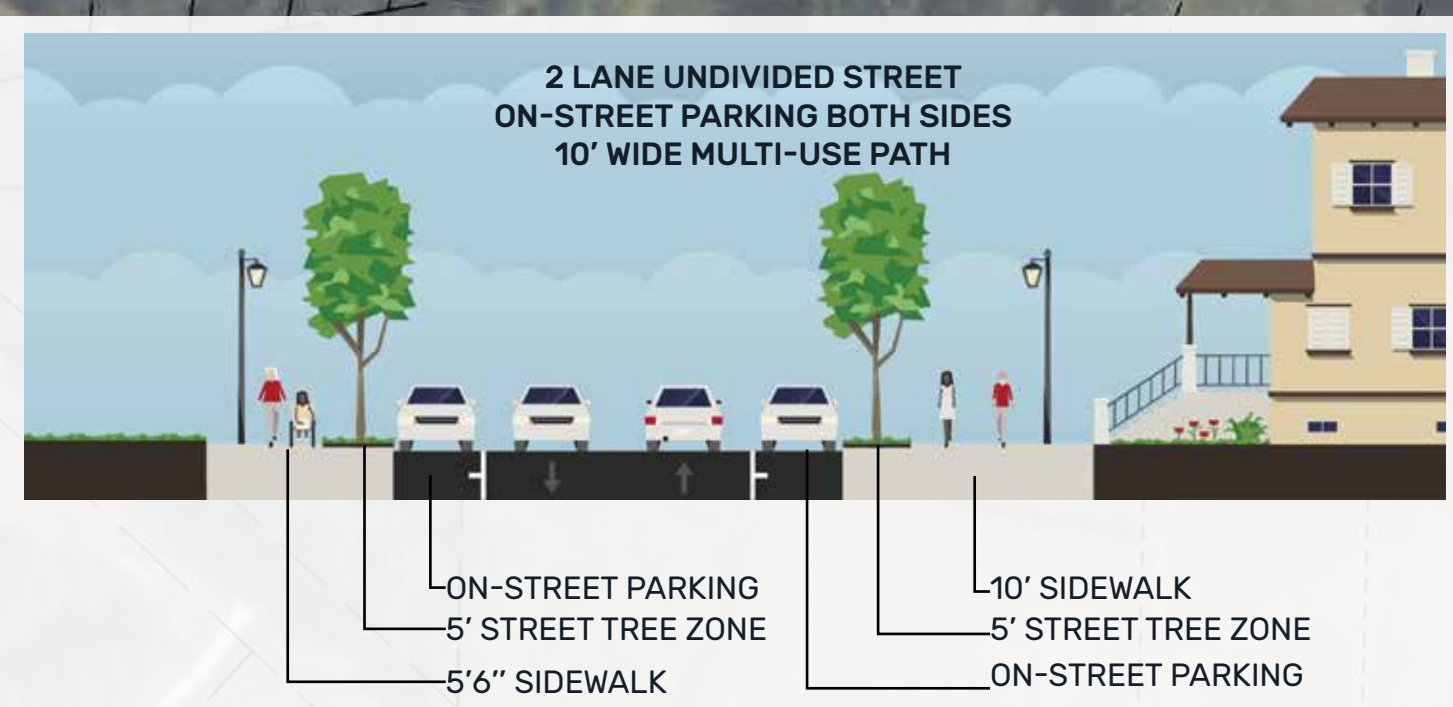 2 LANE UNDIVIDED STREET
ON-STREET PARKING BOTH SIDES
10′ WIDE MULTI-USE PATH
ON-STREET PARKING
5′ STREET TREE ZONE
5′6′′ SIDEWALK
10′ SIDEWALK
5′ STREET TREE ZONE
ON-STREET PARKING